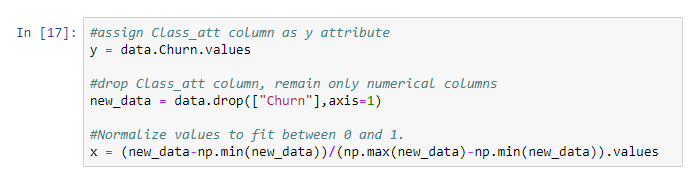 In [17]: #assign Class_att column as y attribute
y = data.Churn.values
#drop Class_att column, remain only numerical columns
new_data = data.drop(["Churn"],axis=1)
#Normalize values to fit between 0 and 1.
x = (new_data-np.min(new_data))/(np.max(new_data)-np.min(new_data)).values